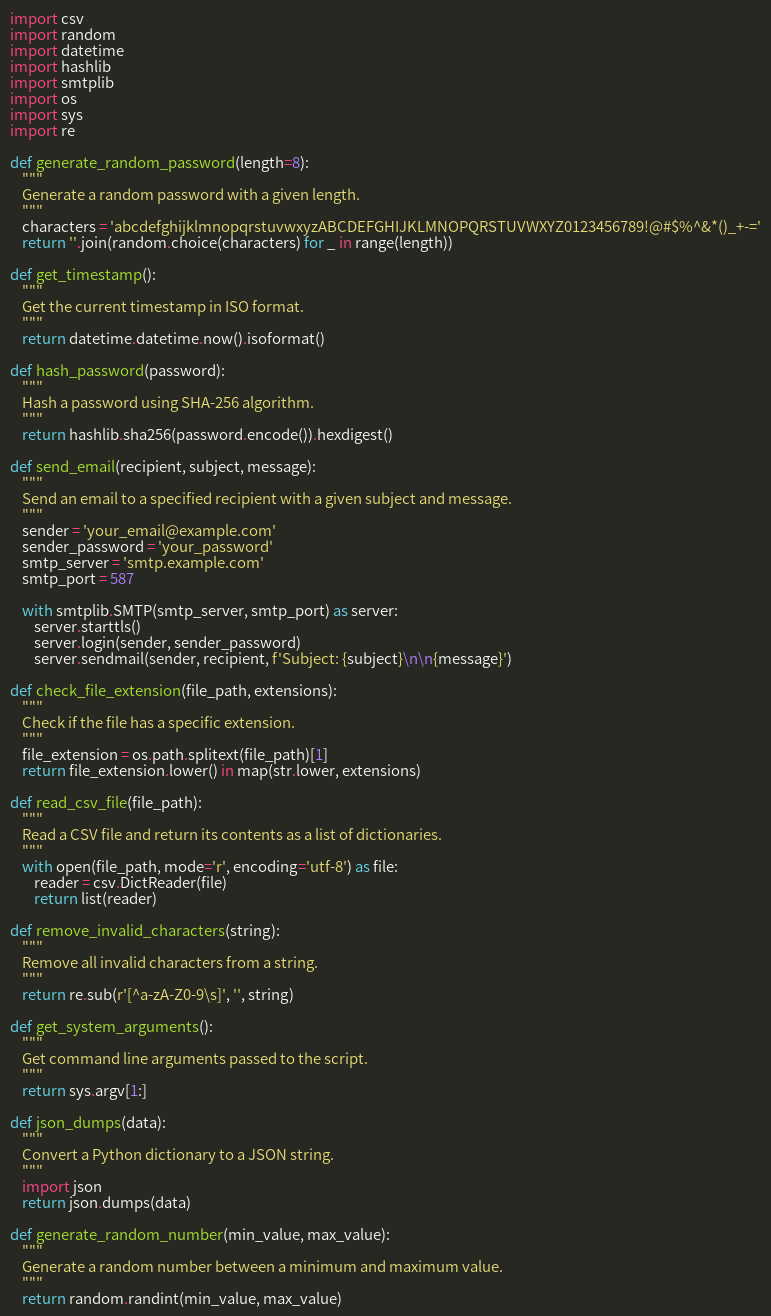 import csv
import random
import datetime
import hashlib
import smtplib
import os
import sys
import re

def generate_random_password(length=8):
    """
    Generate a random password with a given length.
    """
    characters = 'abcdefghijklmnopqrstuvwxyzABCDEFGHIJKLMNOPQRSTUVWXYZ0123456789!@#$%^&*()_+-='
    return ''.join(random.choice(characters) for _ in range(length))

def get_timestamp():
    """
    Get the current timestamp in ISO format.
    """
    return datetime.datetime.now().isoformat()

def hash_password(password):
    """
    Hash a password using SHA-256 algorithm.
    """
    return hashlib.sha256(password.encode()).hexdigest()

def send_email(recipient, subject, message):
    """
    Send an email to a specified recipient with a given subject and message.
    """
    sender = 'your_email@example.com'
    sender_password = 'your_password'
    smtp_server = 'smtp.example.com'
    smtp_port = 587

    with smtplib.SMTP(smtp_server, smtp_port) as server:
        server.starttls()
        server.login(sender, sender_password)
        server.sendmail(sender, recipient, f'Subject: {subject}\n\n{message}')

def check_file_extension(file_path, extensions):
    """
    Check if the file has a specific extension.
    """
    file_extension = os.path.splitext(file_path)[1]
    return file_extension.lower() in map(str.lower, extensions)

def read_csv_file(file_path):
    """
    Read a CSV file and return its contents as a list of dictionaries.
    """
    with open(file_path, mode='r', encoding='utf-8') as file:
        reader = csv.DictReader(file)
        return list(reader)

def remove_invalid_characters(string):
    """
    Remove all invalid characters from a string.
    """
    return re.sub(r'[^a-zA-Z0-9\s]', '', string)

def get_system_arguments():
    """
    Get command line arguments passed to the script.
    """
    return sys.argv[1:]

def json_dumps(data):
    """
    Convert a Python dictionary to a JSON string.
    """
    import json
    return json.dumps(data)

def generate_random_number(min_value, max_value):
    """
    Generate a random number between a minimum and maximum value.
    """
    return random.randint(min_value, max_value)